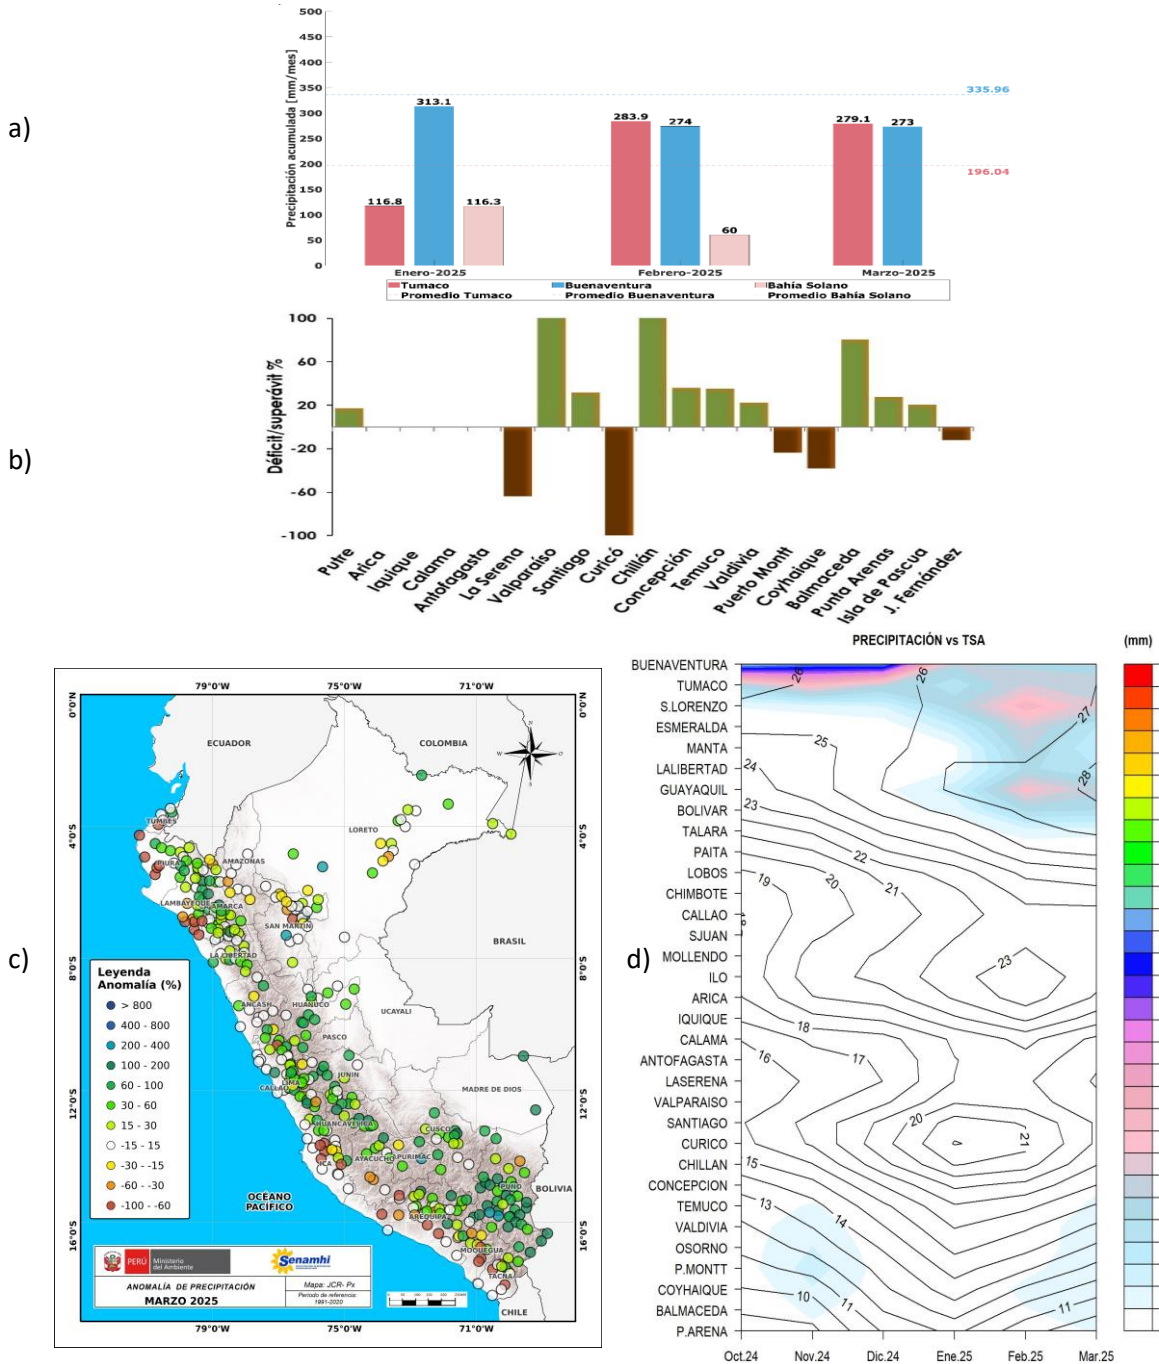 a)
Precipitación acumulada [mm/mes]
500
450
400
350
300
250
200
150
100
50
0
335.96
196.04
116.8
313.1
116.3
283.9
274
60
279.1
273
Enero-2025
Febrero-2025
Marzo-2025
Tumaco
Buenaventura
Bahía Solano
Promedio Tumaco
Promedio Buenaventura
Promedio Bahía Solano
b)
Déficit/superávit %
100
60
20
-20
-60
-100
Putre
Arica
Iquique
Calama
Antofagasta
La Serena
Valparaíso
Santiago
Curicó
Chillán
Concepción
Temuco
Valdivia
Puerto Montt
Coyhaique
Balmaceda
Punta Arenas
Isla de Pascua
J. Fernández
c)
79°W
75°W
71°W
0°N
4°S
8°S
12°S
16°S
0°N
4°S
8°S
12°S
16°S
ECUADOR
COLOMBIA
N
W
O
S
TUMBES
LORETO
PIURA
AMAZONAS
LAMBAYEQUE
SAN MARTIN
BRASIL
LA LIBERTAD
ANCASH
HUANUCO
UCAYALI
PASCO
JUNIN
LIMA
CALLAO
MADRE DE DIOS
HUANCAVELICA
CUSCO
ICA
AYACUCHO
APURIMAC
PUNO
BOLIVIA
AREQUIPA
MOQUEGUA
TACNA
CHILE
OCÉANO
PACÍFICO
Leyenda
Anomalía (%)
> 800
400 - 800
200 - 400
100 - 200
60 - 100
30 - 60
15 - 30
-15 - 15
-30 - -15
-60 - -30
-100 - -60
PERÚ
Ministerio
del Ambiente
Senamhi
ANOMALÍA DE PRECIPITACIÓN
MARZO 2025
Mapa: JCR- Px
Periodo de referencia:
1991-2020
79°W
75°W
71°W
d)
PRECIPITACIÓN vs TSA
(mm)
BUENAVENTURA
TUMACO
S.LORENZO
ESMERALDA
MANTA
LALIBERTAD
GUAYAQUIL
BOLIVAR
TALARA
PAITA
LOBOS
CHIMBOTE
CALLAO
SJUAN
MOLLENDO
ILO
ARICA
IQUIQUE
CALAMA
ANTOFAGASTA
LASERENA
VALPARAISO
SANTIAGO
CURICO
CHILLAN
CONCEPCION
TEMUCO
VALDIVIA
OSORNO
P.MONTT
COYHAIQUE
BALMACEDA
P.ARENA
26
26
27
25
24
28
23
22
19
20
21
18
23
18
16
17
20
21
15
13
14
10
11
11
Oct.24
Nov.24
Dic.24
Ene.25
Feb.25
Mar.25